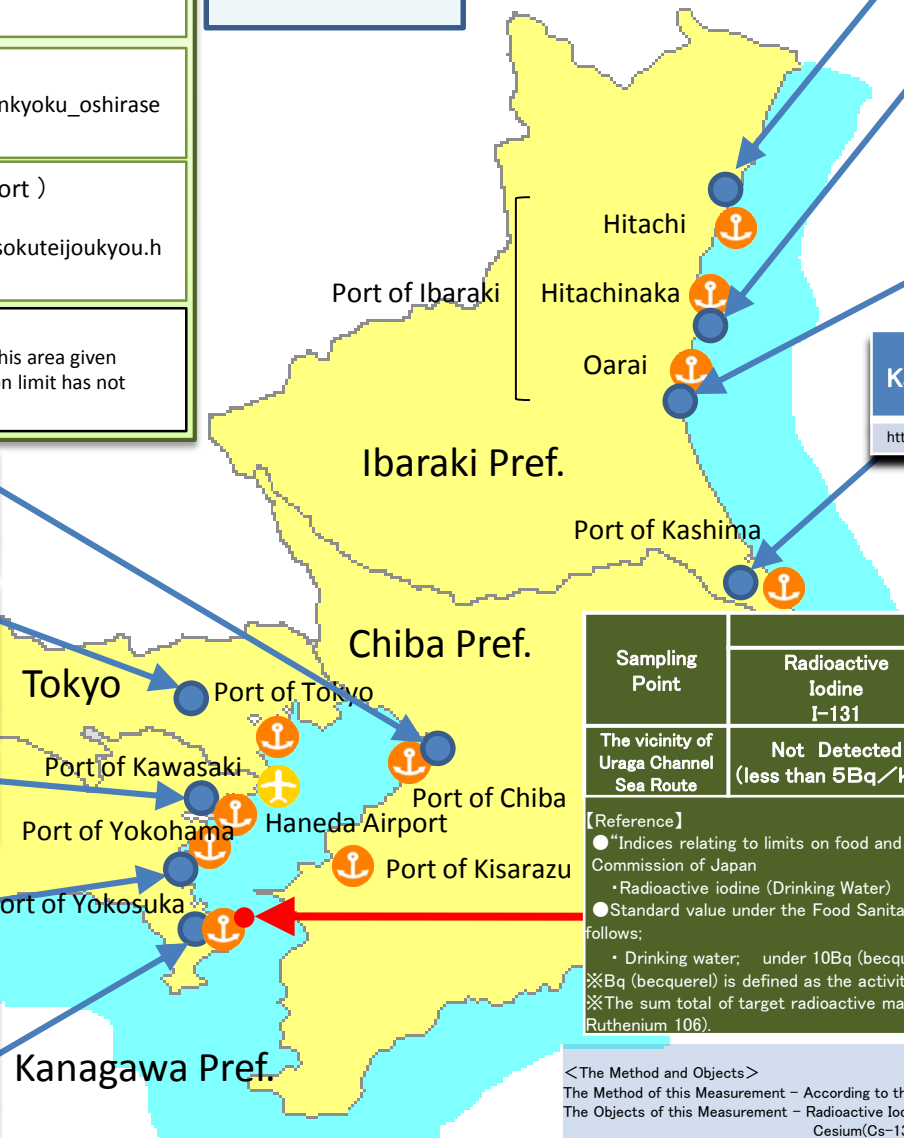 nkyoku_oshirase
ort )
sokuteijoukyou.h
his area given
on limit has not
Hitachi
Port of Ibaraki
Hitachinaka
Oarai
K
htt
Ibaraki Pref.
Port of Kashima
Chiba Pref.
Tokyo
Port of Tokyo
Port of Kawasaki
Port of Chiba
Port of Yokohama
Haneda Airport
Port of Kisarazu
ort of Yokosuka
Kanagawa Pref.
Sampling
Point
Radioactive
Iodine
I-131
The vicinity of
Uraga Channel
Sea Route
Not Detected
(less than 5Bq/k
【Reference】
●“Indices relating to limits on food and
Commission of Japan
・Radioactive iodine (Drinking Water)
●Standard value under the Food Sanita
follows;
・Drinking water; under 10Bq (becqu
※Bq (becquerel) is defined as the activit
※The sum total of target radioactive ma
Ruthenium 106).
<The Method and Objects>
The Method of this Measurement - According to th
The Objects of this Measurement - Radioactive Iod
Cesium(Cs-13